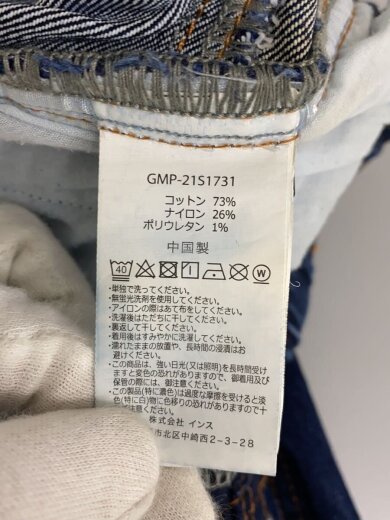 GMP-21S1731
コットン 73%
ナイロン 26%
ポリウレタン 1%
中国製
40 W
・単独で洗ってください。
・無蛍光洗剤を使用してください。
・アイロンの際はあて布をしてください。
・洗濯後はただちに干してください。
・裏返して干してください。
・着用後はすみやかに洗濯してください。
・濡れたままの放置や、長時間の浸漬はお
避けください。
・この商品は、強い日光(又は照明)を長時間受け
ますと変色の恐れがありますので、御着用及び
保管の際には、御注意ください。
・この製品(特に濃色)は過度な摩擦を受けると淡
色(特に白)物に色移りの恐れがありますので十
ご注意ください。
株式会社 インス
市北区中崎西2-3-28